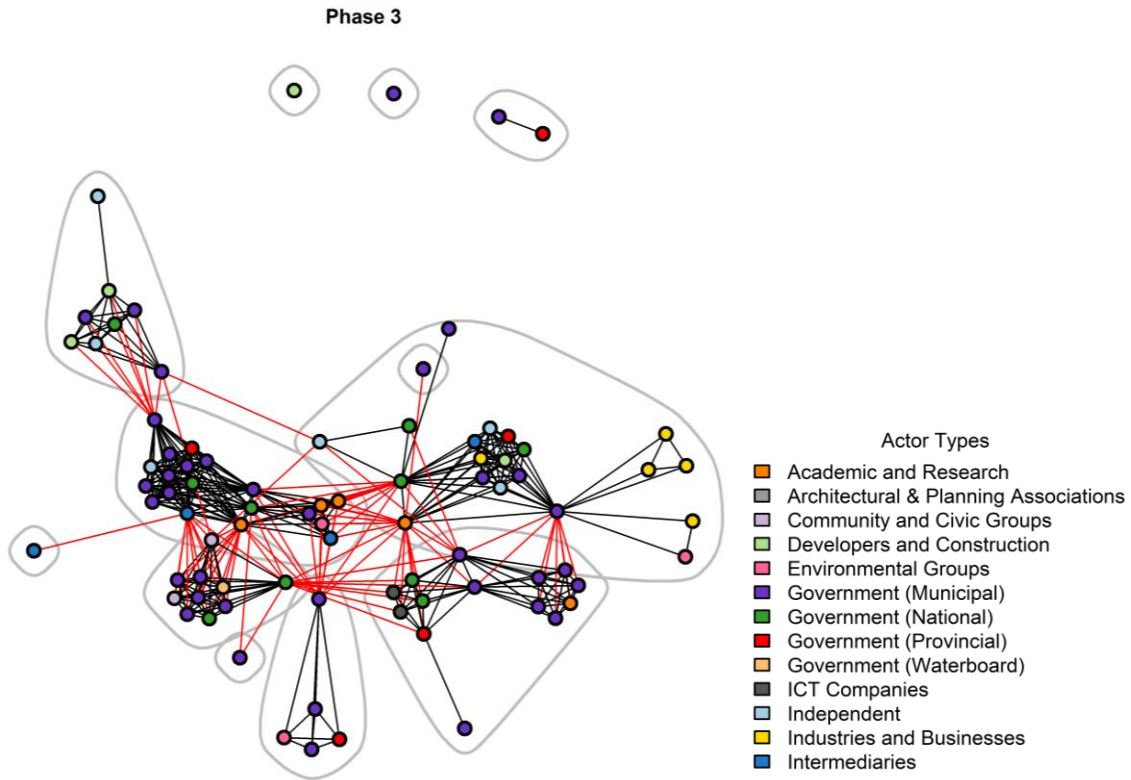 Phase 3
Actor Types
Academic and Research
Architectural & Planning Associations
Community and Civic Groups
Developers and Construction
Environmental Groups
Government (Municipal)
Government (National)
Government (Provincial)
Government (Waterboard)
ICT Companies
Independent
Industries and Businesses
Intermediaries